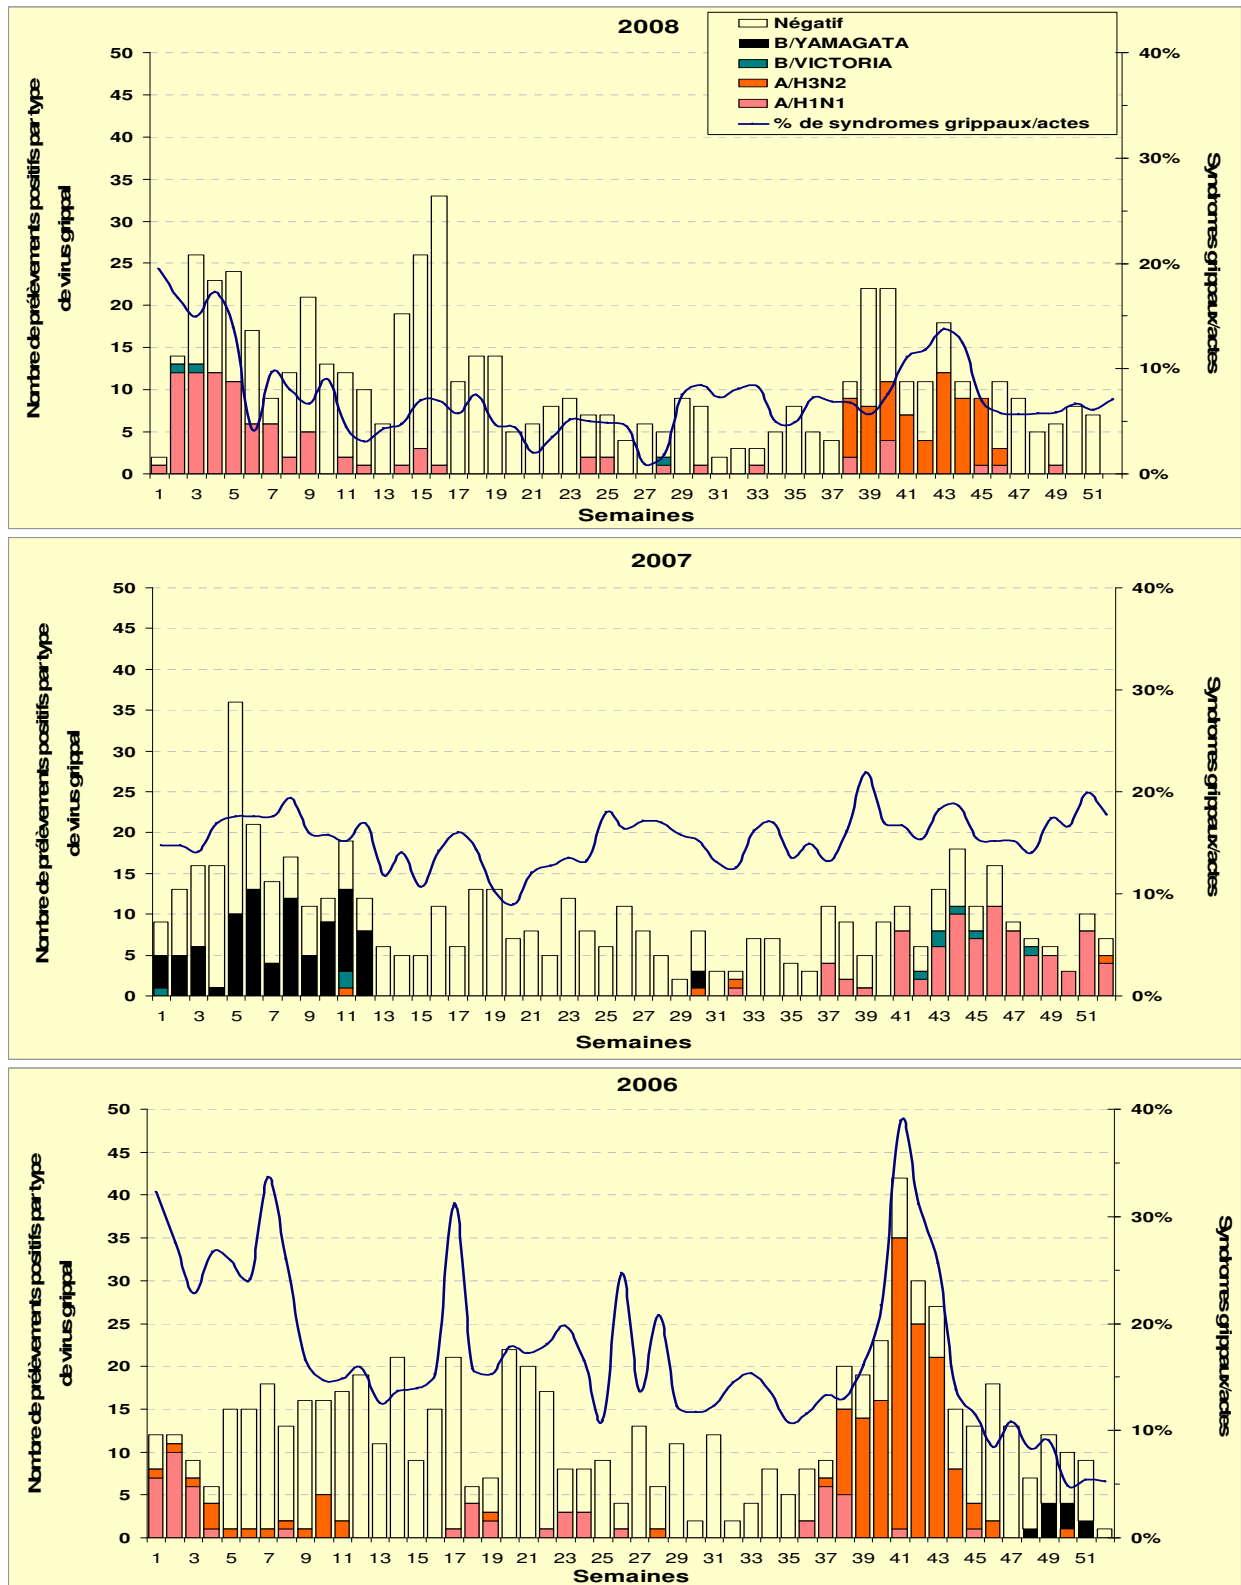 2008
Négatif
B/YAMAGATA
B/VICTORIA
A/H3N2
A/H1N1
% de syndromes grippaux/actes
Nombre de prélèvements positifs par type
de virus grippal
50
45
40
35
30
25
20
15
10
5
0
40%
30%
20%
10%
0%
Syndromes grippaux/actes
1 3 5 7 9 11 13 15 17 19 21 23 25 27 29 31 33 35 37 39 41 43 45 47 49 51
Semaines
2007
Nombre de prélèvements positifs par type
de virus grippal
50
45
40
35
30
25
20
15
10
5
0
40%
30%
20%
10%
0%
Syndromes grippaux/actes
1 3 5 7 9 11 13 15 17 19 21 23 25 27 29 31 33 35 37 39 41 43 45 47 49 51
Semaines
2006
Nombre de prélèvements positifs par type
de virus grippal
50
45
40
35
30
25
20
15
10
5
0
40%
30%
20%
10%
0%
Syndromes grippaux/actes
1 3 5 7 9 11 13 15 17 19 21 23 25 27 29 31 33 35 37 39 41 43 45 47 49 51
Semaines